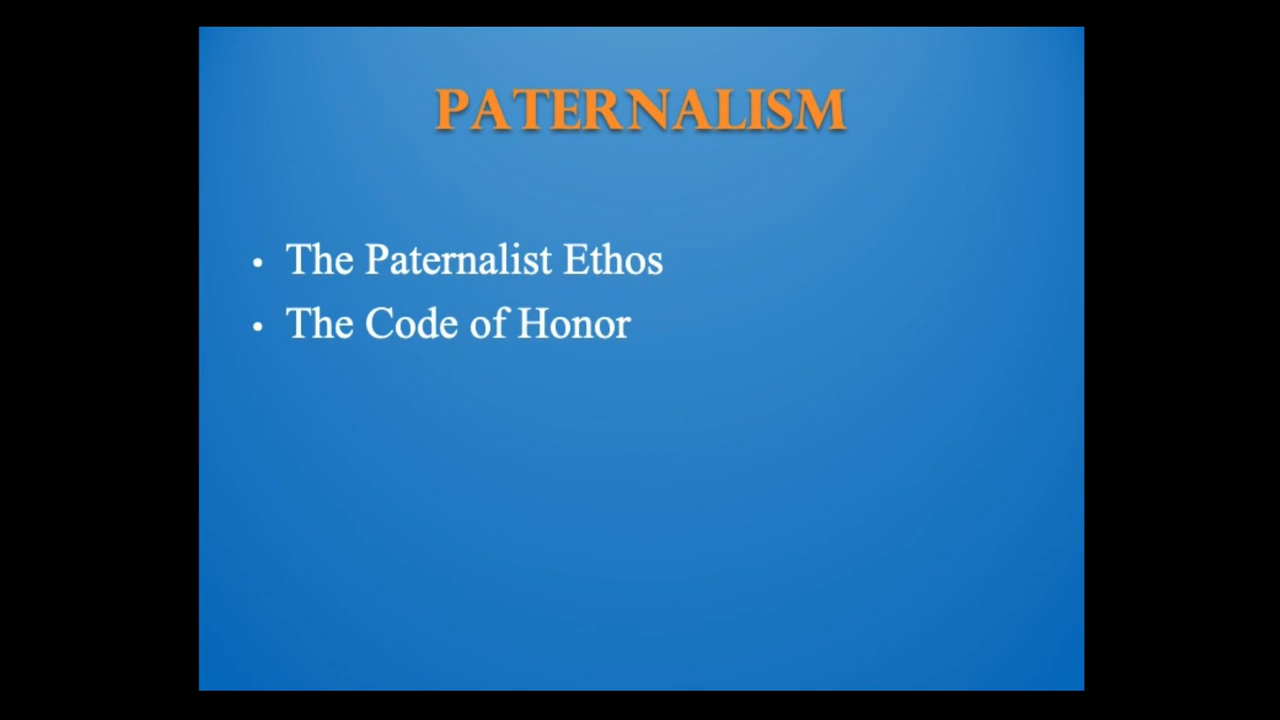 PATERNALISM
• The Paternalist Ethos
• The Code of Honor